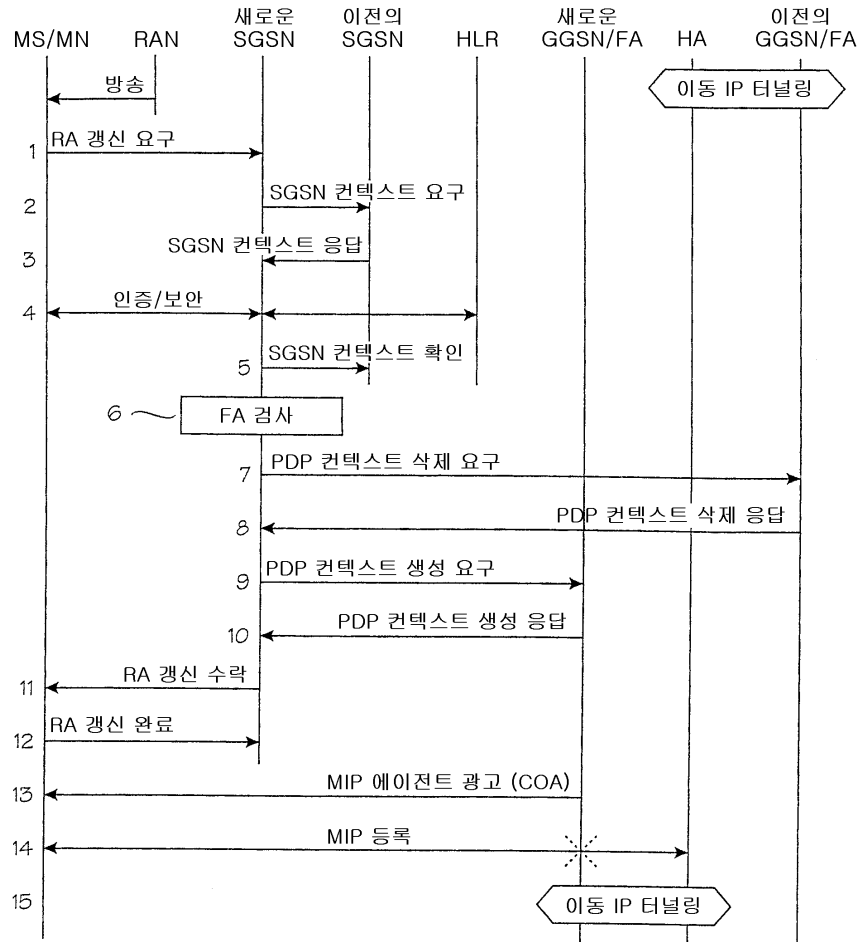 MS/MN RAN 새로운 SGSN 이전의 SGSN HLR 새로운 GGSN/FA HA 이전의 GGSN/FA
방송
이동 IP 터널링
1 RA 갱신 요구
2 SGSN 컨텍스트 요구
3 SGSN 컨텍스트 응답
4 인증/보안
5 SGSN 컨텍스트 확인
6 FA 검사
7 PDP 컨텍스트 삭제 요구
8 PDP 컨텍스트 삭제 응답
9 PDP 컨텍스트 생성 요구
10 PDP 컨텍스트 생성 응답
11 RA 갱신 수락
12 RA 갱신 완료
13 MIP 에이전트 광고 (COA)
14 MIP 등록
15 이동 IP 터널링